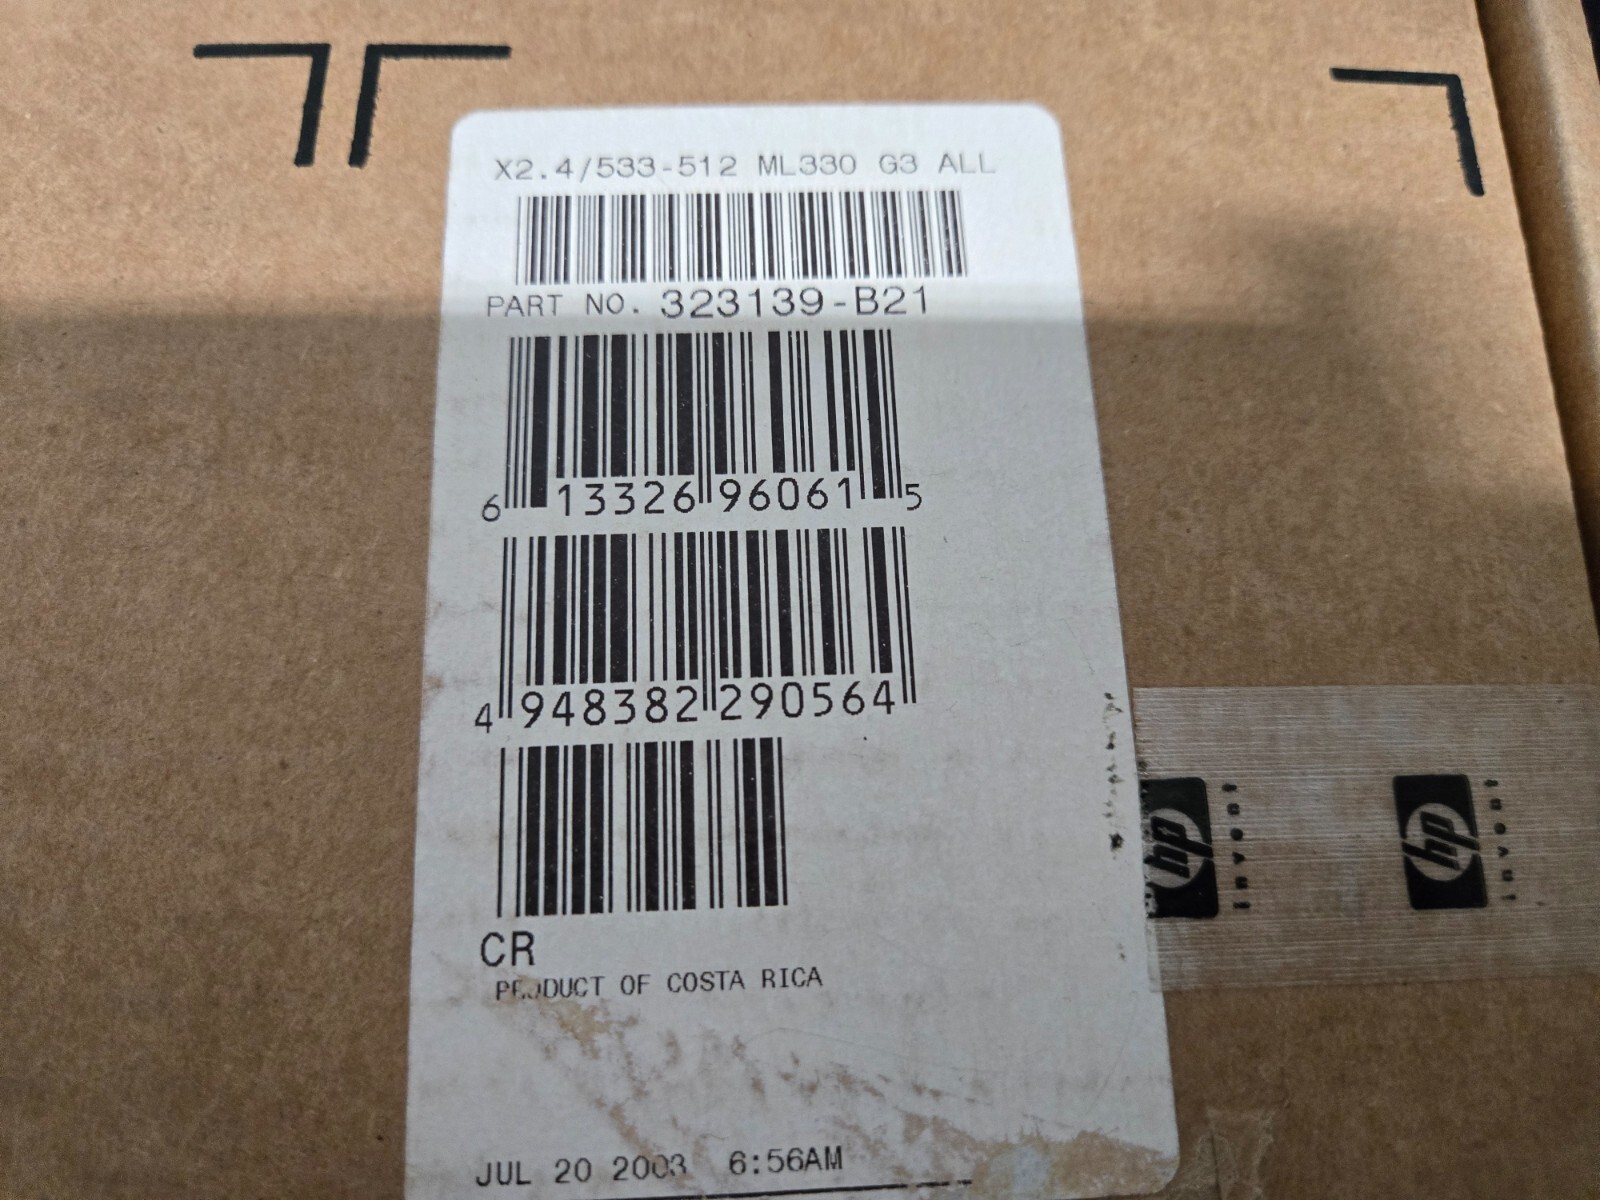 X2.4/533-512 ML330 G3 ALL
PART NO. 323139-B21
6 13326 96061 5
4 948382 290564
CR
PRODUCT OF COSTA RICA
JUL 20 2003 6:56AM
hp invent
hp invent